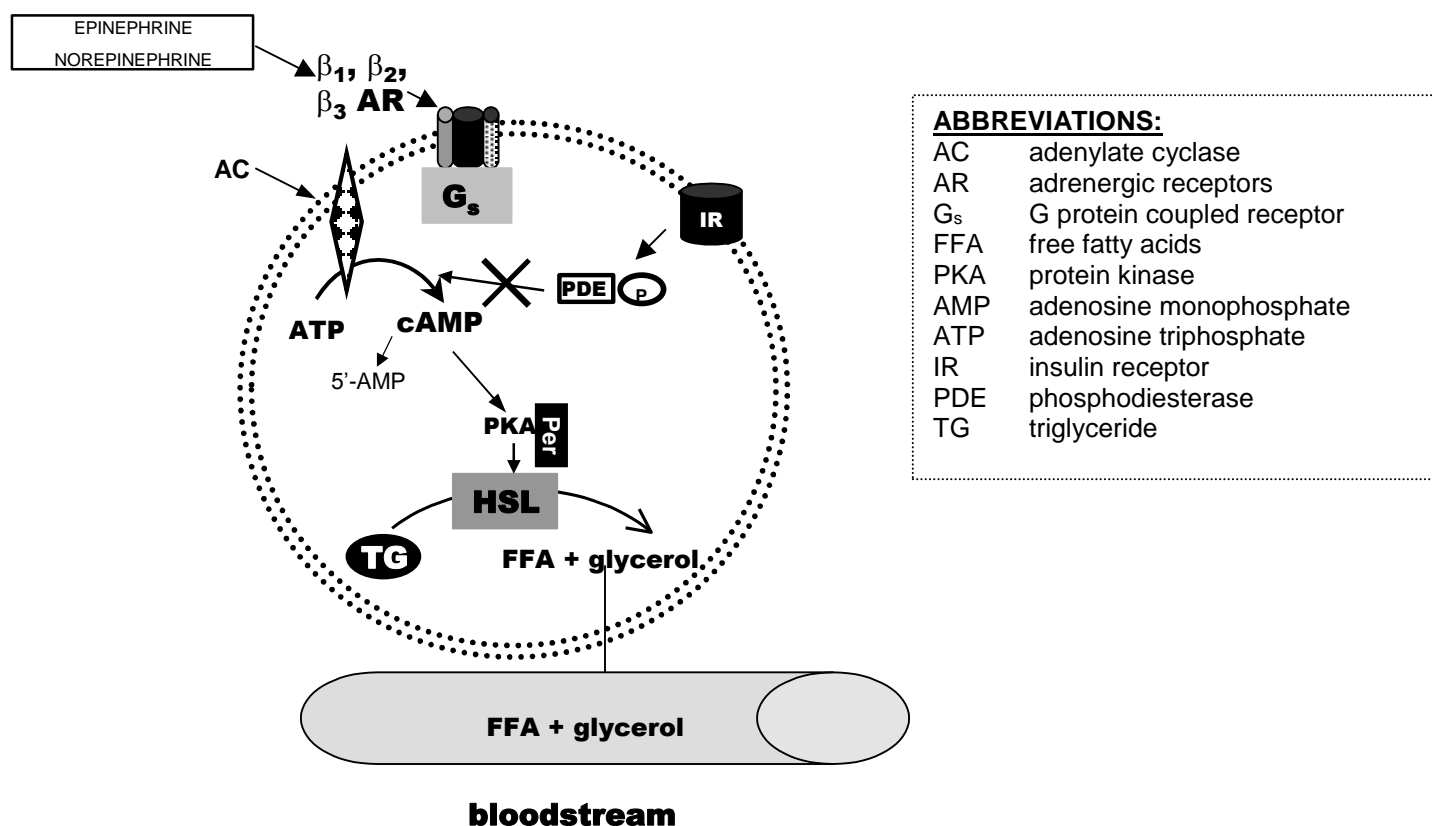 EPINEPHRINE
NOREPINEPHRINE
β1, β2,
β3 AR
AC
Gs
IR
PDE P
ATP
cAMP
5’-AMP
PKA
Per
HSL
TG
FFA + glycerol
FFA + glycerol
bloodstream
ABBREVIATIONS:
AC adenylate cyclase
AR adrenergic receptors
Gs G protein coupled receptor
FFA free fatty acids
PKA protein kinase
AMP adenosine monophosphate
ATP adenosine triphosphate
IR insulin receptor
PDE phosphodiesterase
TG triglyceride